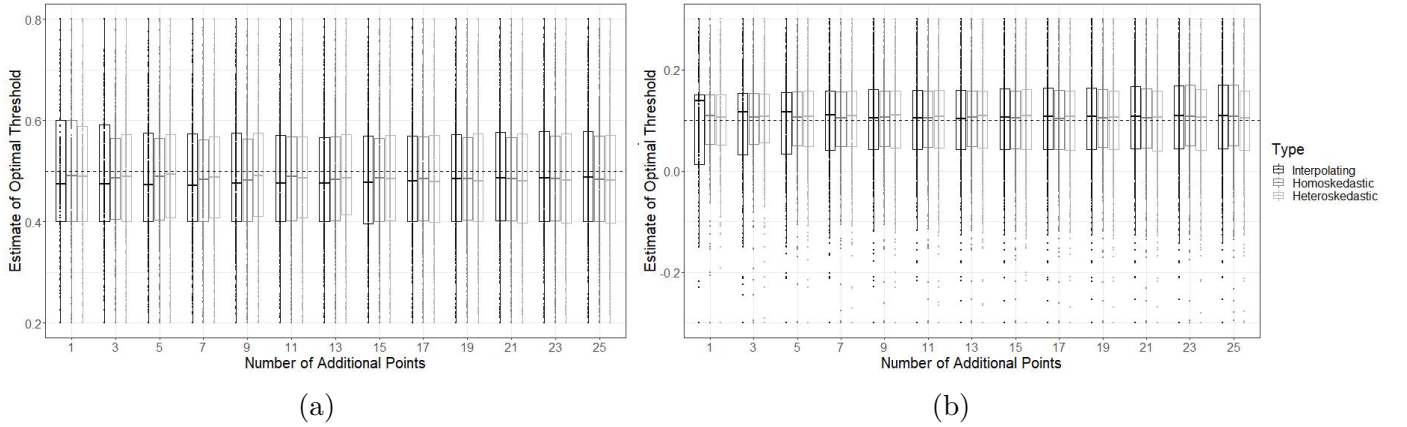 Estimate of Optimal Threshold
0.8
0.6
0.4
0.2
1 3 5 7 9 11 13 15 17 19 21 23 25
Number of Additional Points
(a)
Estimate of Optimal Threshold
0.2
0.0
-0.2
1 3 5 7 9 11 13 15 17 19 21 23 25
Number of Additional Points
(b)
Type
Interpolating
Homoskedastic
Heteroskedastic